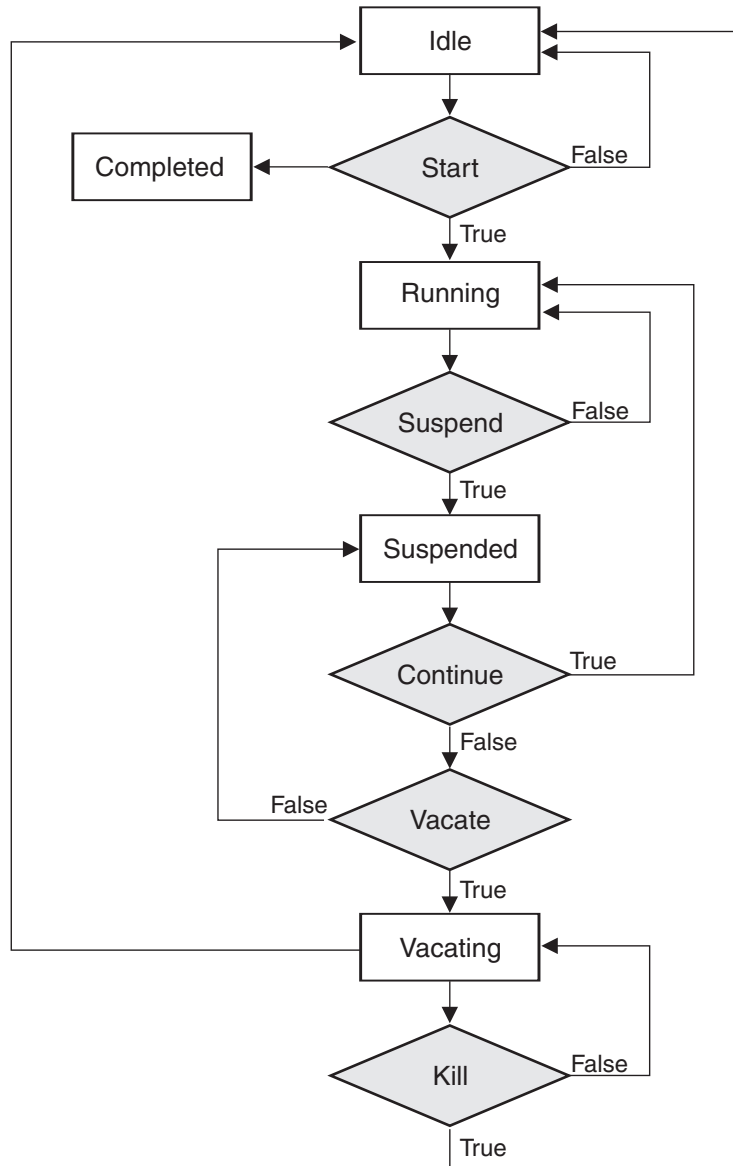 Idle
Completed
Start
False
True
Running
Suspend
False
True
Suspended
Continue
True
False
False
Vacate
True
Vacating
Kill
False
True